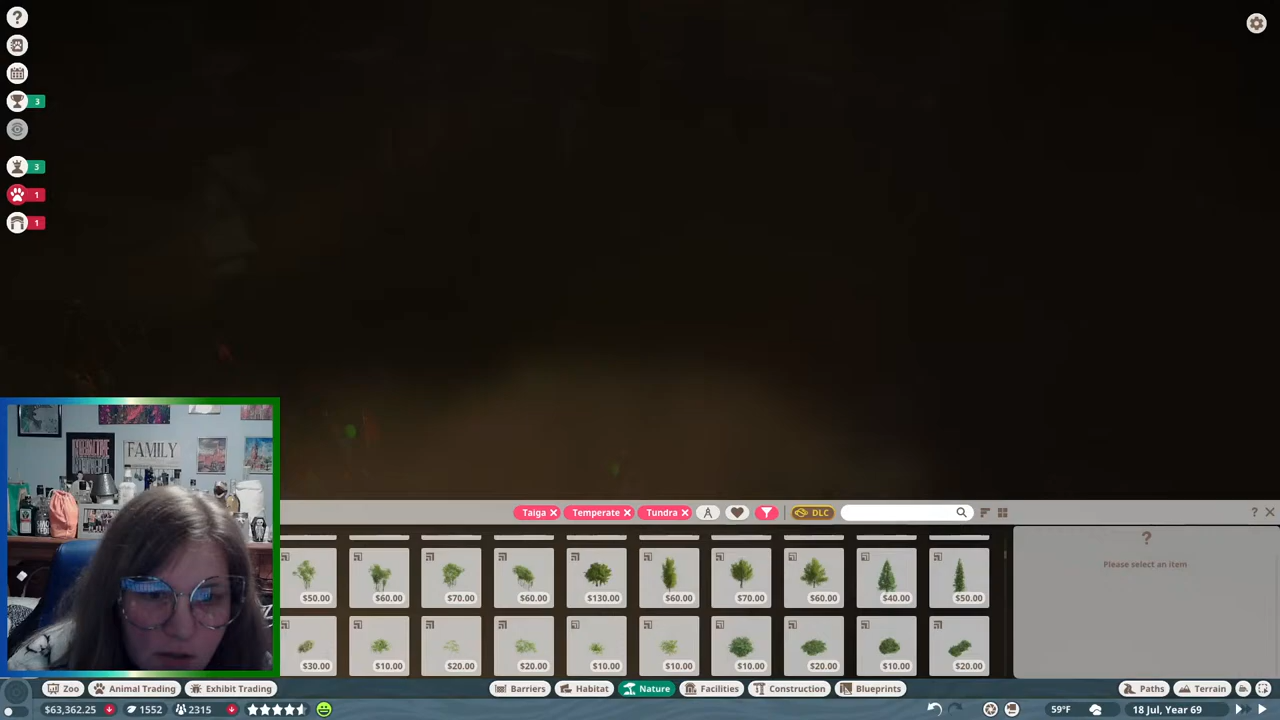 ?
3
3
1
1
FAMILY
Taiga × Temperate × Tundra × DLC ? ×
$50.00 $60.00 $70.00 $60.00 $130.00 $60.00 $70.00 $60.00 $40.00 $50.00
?
Please select an item
$30.00 $10.00 $20.00 $20.00 $10.00 $10.00 $10.00 $20.00 $10.00 $20.00
Zoo Animal Trading Exhibit Trading Barriers Habitat Nature Facilities Construction Blueprints Paths Terrain
$63,362.25 1552 2315 59°F 18 Jul, Year 69